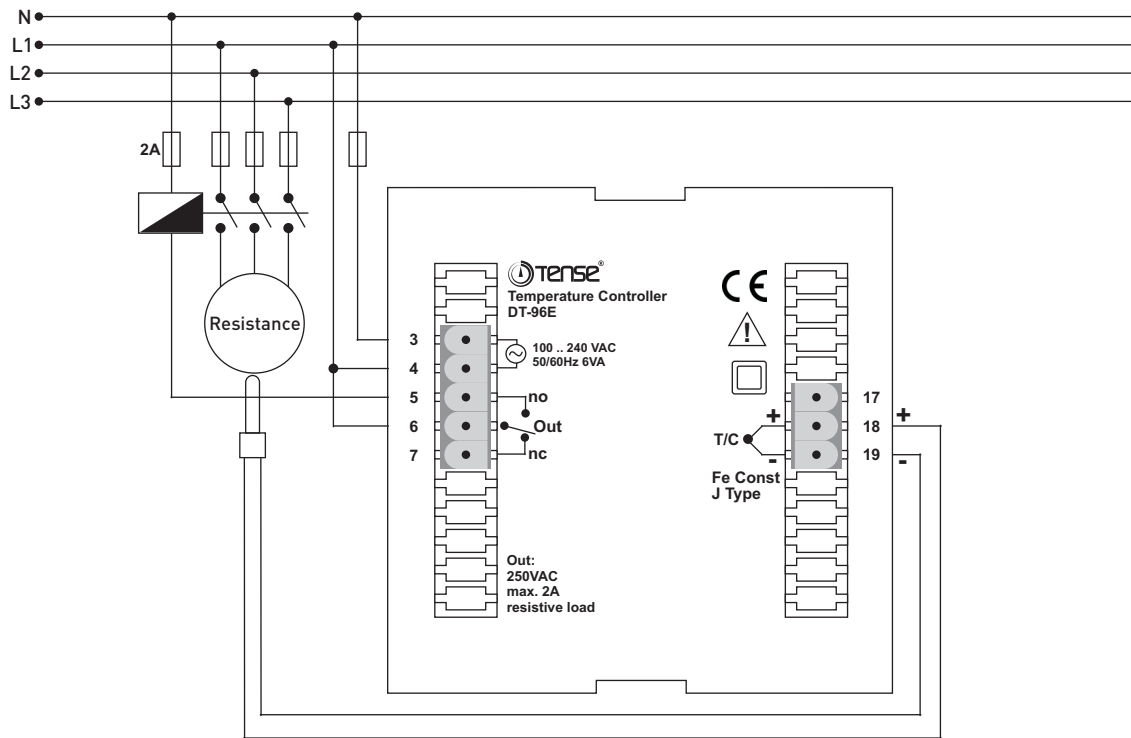 N
L1
L2
L3
2A
Resistance
TENSE®
Temperature Controller
DT-96E
3
4
5
6
7
100 .. 240 VAC
50/60Hz 6VA
no
Out
nc
Out:
250VAC
max. 2A
resistive load
CE
!
T/C
+
-
Fe Const
J Type
17
18
19
+
-